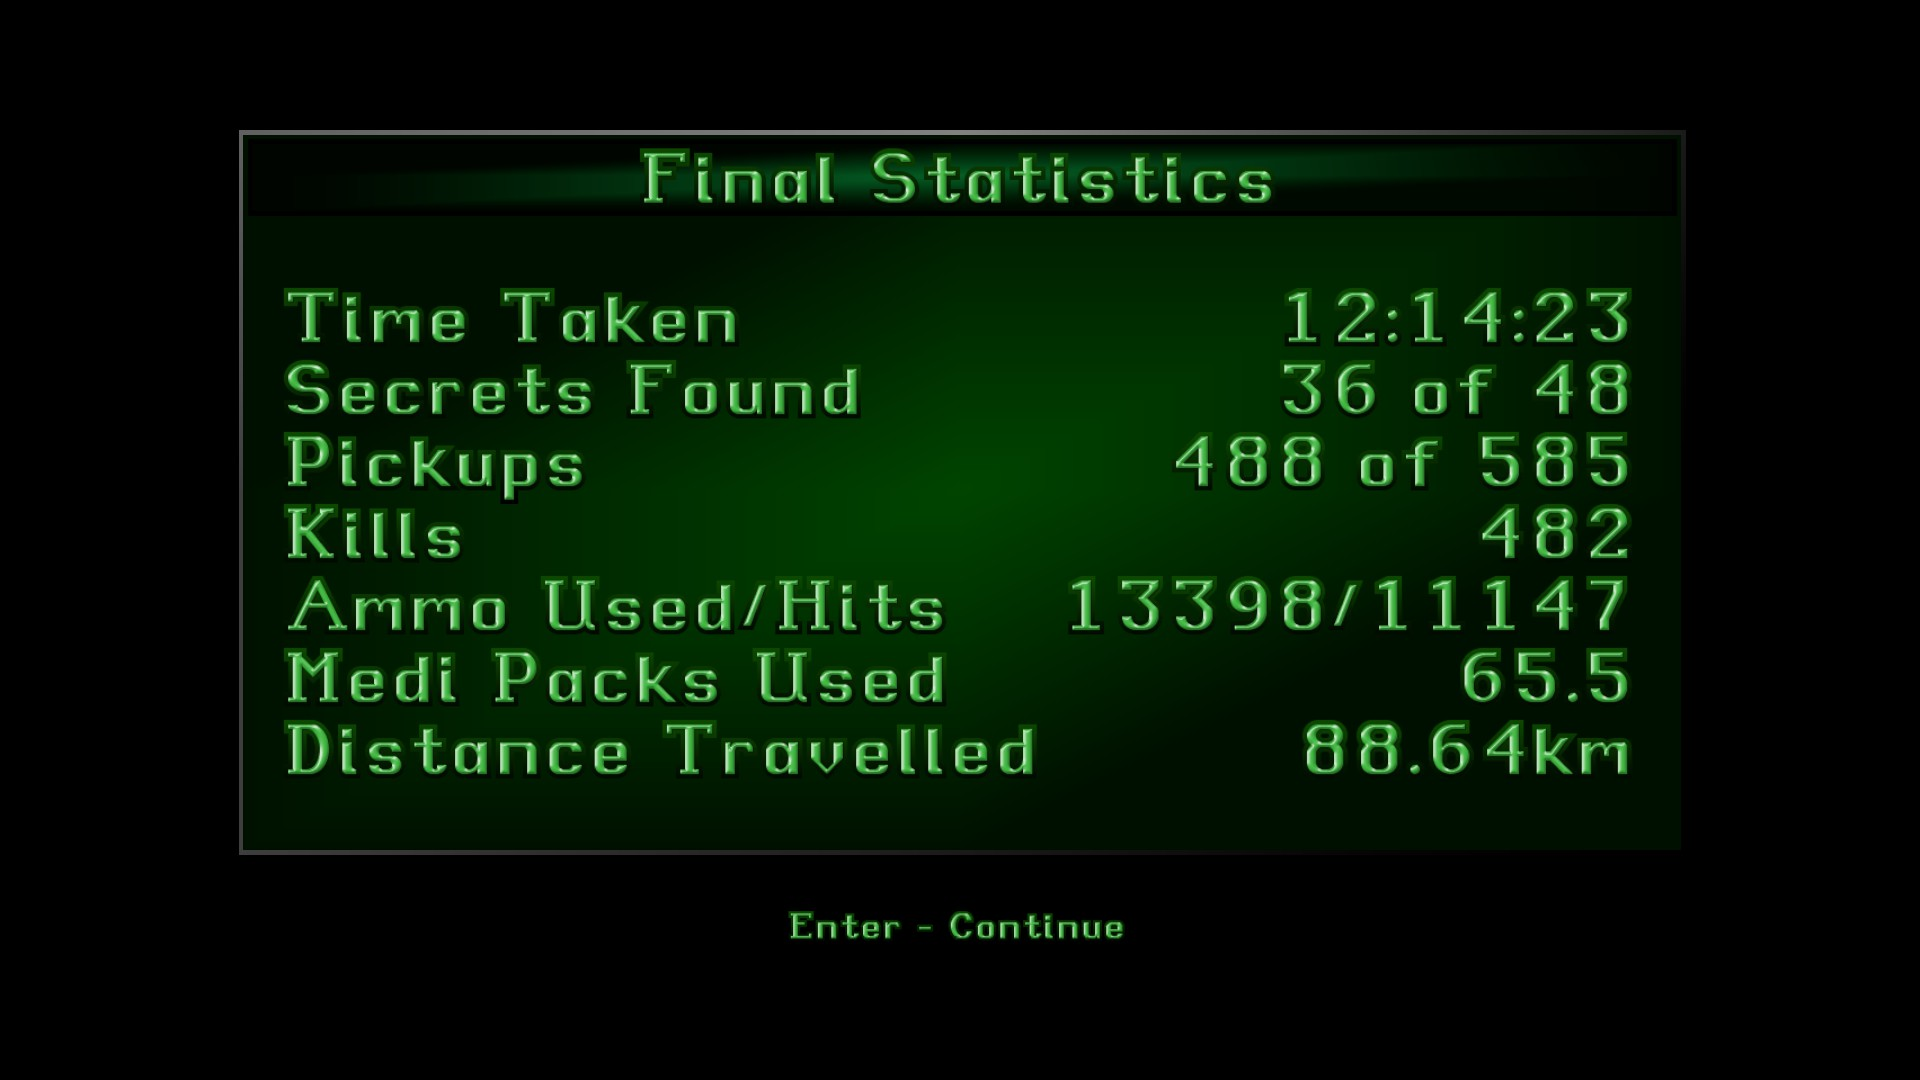 Final Statistics
Time Taken 12:14:23
Secrets Found 36 of 48
Pickups 488 of 585
Kills 482
Ammo Used/Hits 13398/11147
Medi Packs Used 65.5
Distance Travelled 88.64km
Enter - Continue